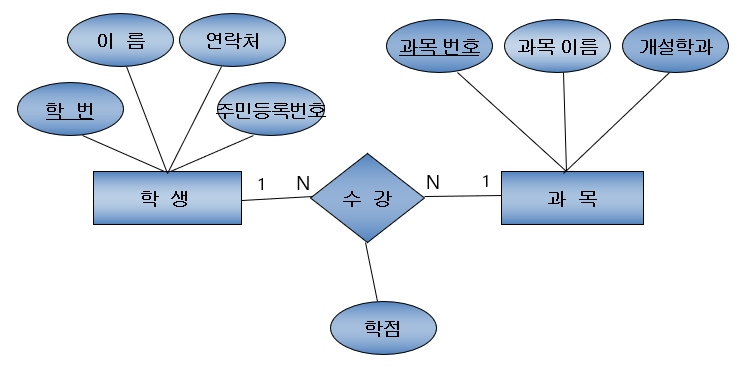 이 름
연락처
학 번
주민등록번호
과목 번호
과목 이름
개설학과
학 생
1
N
수 강
N
1
과 목
학점